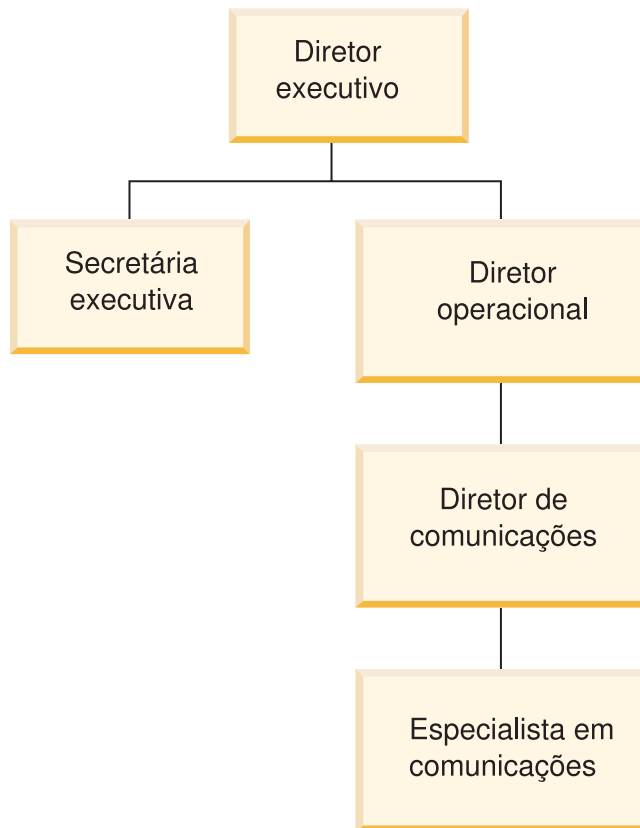 Diretor
executivo
Secretária
executiva
Diretor
operacional
Diretor de
comunicações
Especialista em
comunicações